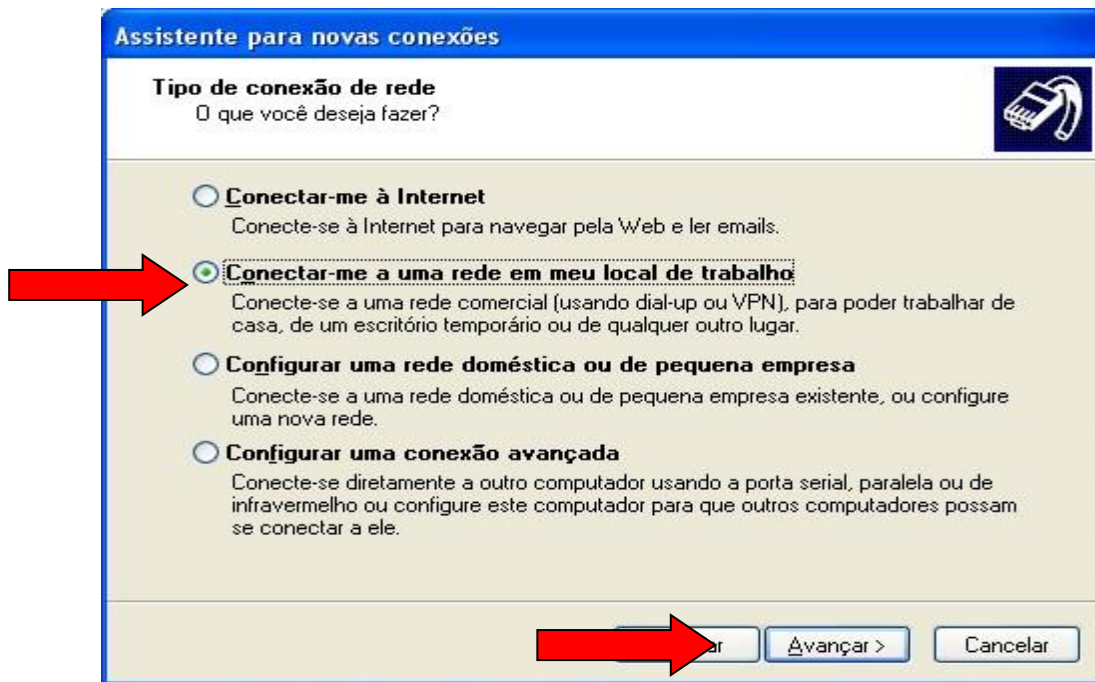 Assistente para novas conexões
Tipo de conexão de rede
O que você deseja fazer?
Conectar-me à Internet
Conecte-se à Internet para navegar pela Web e ler emails.
Conectar-me a uma rede em meu local de trabalho
Conecte-se a uma rede comercial (usando dial-up ou VPN), para poder trabalhar de
casa, de um escritório temporário ou de qualquer outro lugar.
Configurar uma rede doméstica ou de pequena empresa
Conecte-se a uma rede doméstica ou de pequena empresa existente, ou configure
uma nova rede.
Configurar uma conexão avançada
Conecte-se diretamente a outro computador usando a porta serial, paralela ou de
infravermelho ou configure este computador para que outros computadores possam
se conectar a ele.
Avançar > Cancelar